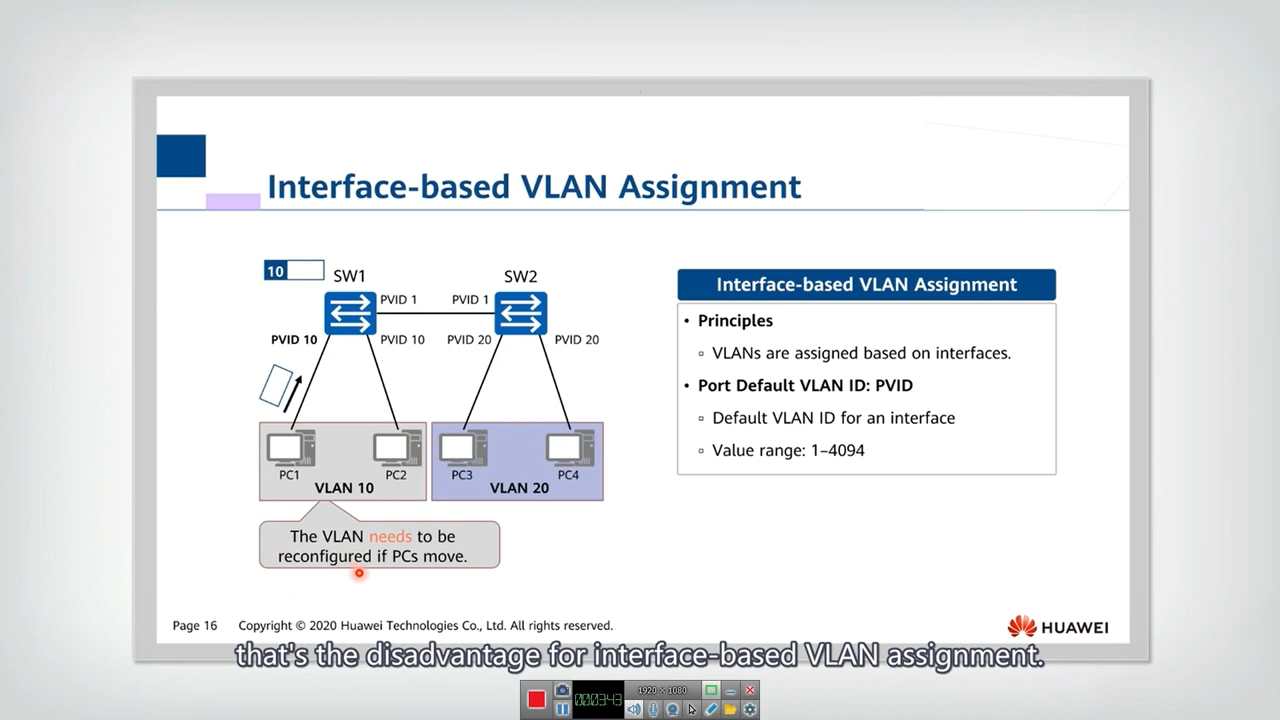 Interface-based VLAN Assignment
10
SW1
SW2
PVID 1
PVID 1
PVID 10
PVID 10
PVID 20
PVID 20
PC1
PC2
PC3
PC4
VLAN 10
VLAN 20
The VLAN needs to be
reconfigured if PCs move.
Interface-based VLAN Assignment
• Principles
▫ VLANs are assigned based on interfaces.
• Port Default VLAN ID: PVID
▫ Default VLAN ID for an interface
▫ Value range: 1–4094
Page 16
Copyright © 2020 Huawei Technologies Co., Ltd. All rights reserved.
HUAWEI
that's the disadvantage for interface-based VLAN assignment.
1920 × 1080
00:03:43